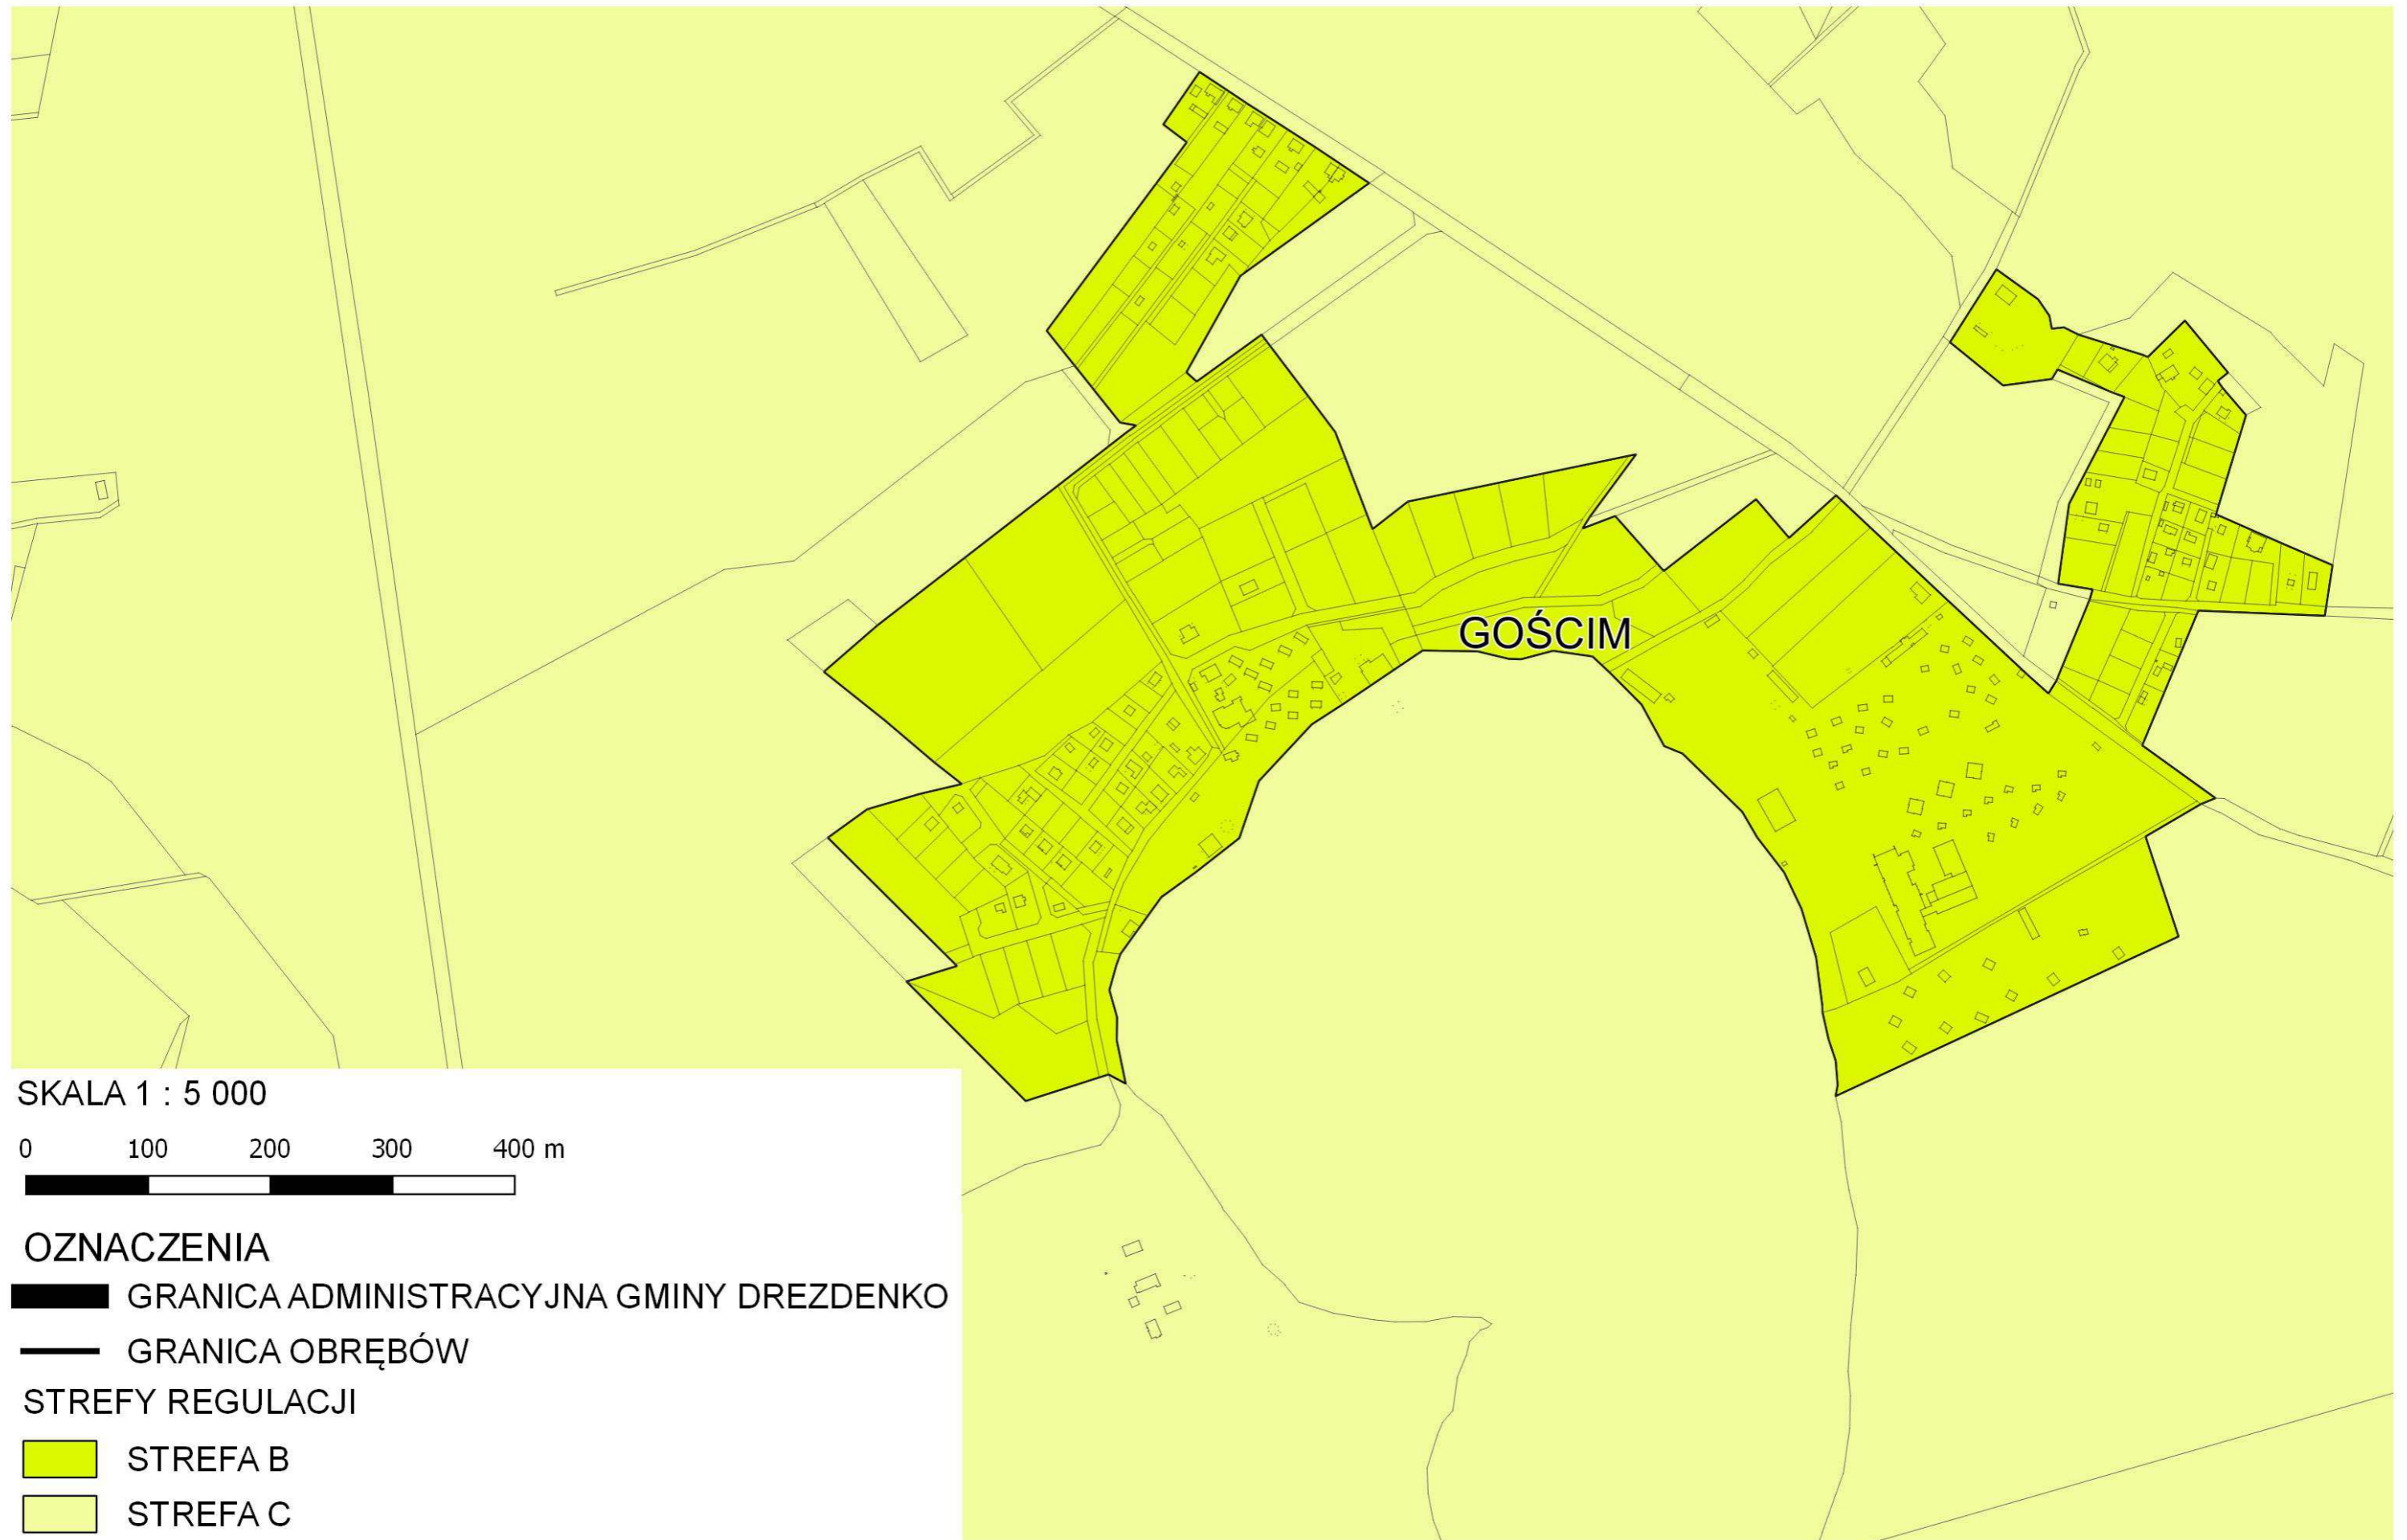 GOŚCIM
SKALA 1 : 5 000
0 100 200 300 400 m
OZNACZENIA
GRANICA ADMINISTRACYJNA GMINY DREZDENKO
GRANICA OBRĘBÓW
STREFY REGULACJI
STREFA B
STREFA C